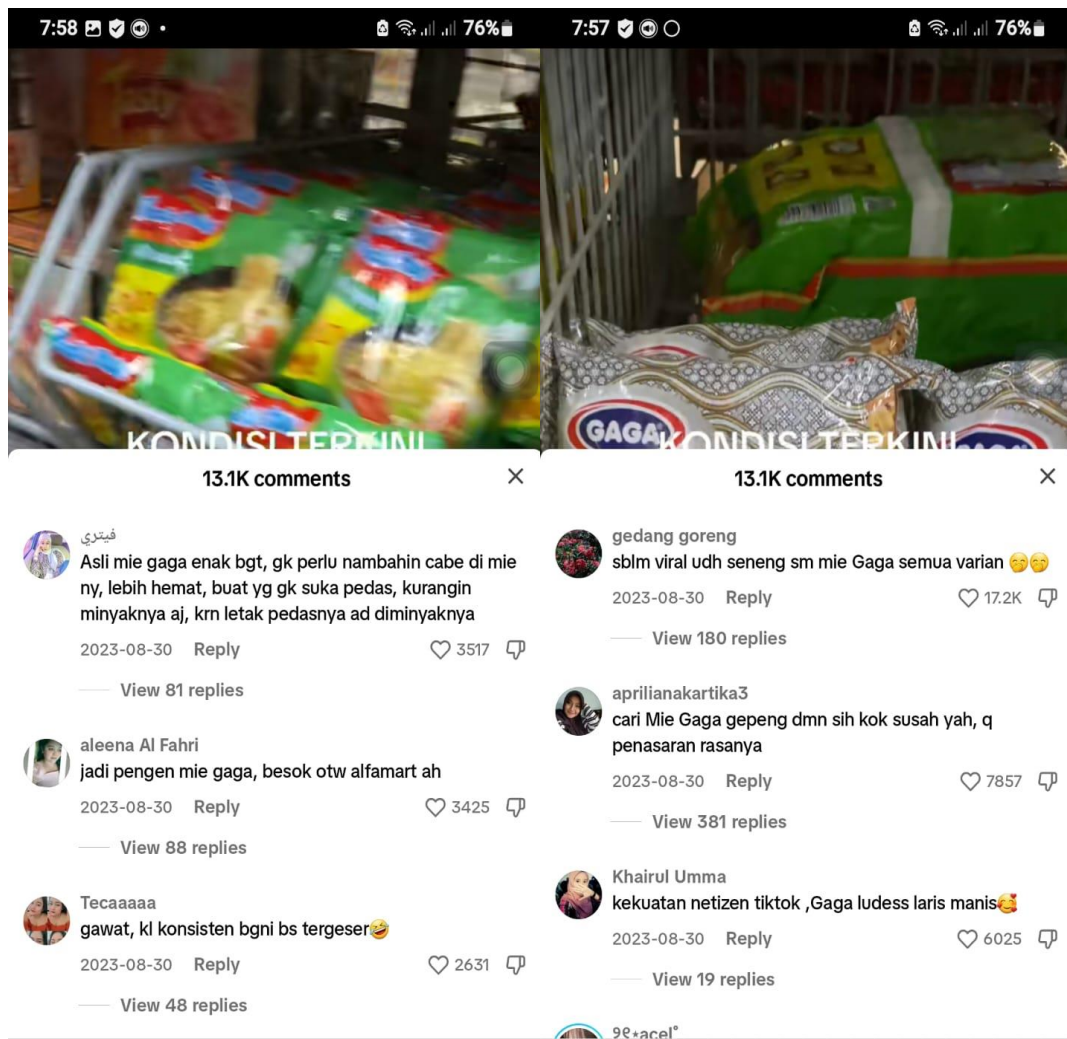 7:58
76%
KONDISI TERKINI
13.1K comments
فيتري
Asli mie gaga enak bgt, gk perlu nambahin cabe di mie
ny, lebih hemat, buat yg gk suka pedas, kurangin
minyaknya aj, krn letak pedasnya ad diminyaknya
2023-08-30 Reply 3517
View 81 replies
aleena Al Fahri
jadi pengen mie gaga, besok otw alfamart ah
2023-08-30 Reply 3425
View 88 replies
Tecaaaaa
gawat, kl konsisten bgni bs tergeser🤣
2023-08-30 Reply 2631
View 48 replies
7:57
76%
GAGA
KONDISI TERKINI
13.1K comments
gedang goreng
sblm viral udh seneng sm mie Gaga semua varian 🤭🤭
2023-08-30 Reply 17.2K
View 180 replies
aprilianakartika3
cari Mie Gaga gepeng dmn sih kok susah yah, q
penasaran rasanya
2023-08-30 Reply 7857
View 381 replies
Khairul Umma
kekuatan netizen tiktok ,Gaga ludess laris manis🥰
2023-08-30 Reply 6025
View 19 replies